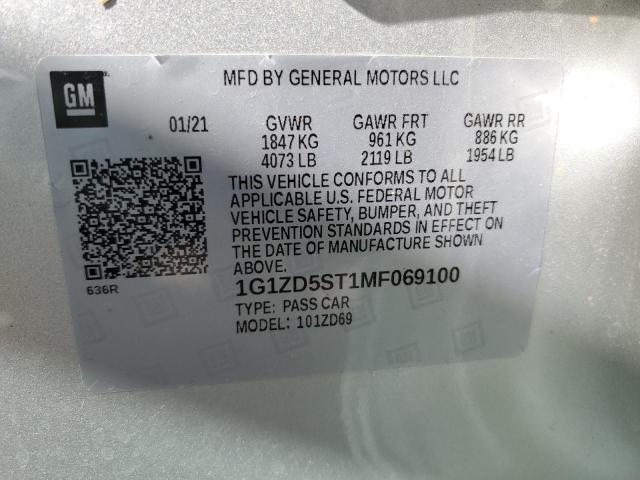 MFD BY GENERAL MOTORS LLC
GM
01/21 GVWR GAWR FRT GAWR RR
1847 KG 961 KG 886 KG
4073 LB 2119 LB 1954 LB
THIS VEHICLE CONFORMS TO ALL
APPLICABLE U.S. FEDERAL MOTOR
VEHICLE SAFETY, BUMPER, AND THEFT
PREVENTION STANDARDS IN EFFECT ON
THE DATE OF MANUFACTURE SHOWN
ABOVE.
636R
1G1ZD5ST1MF069100
TYPE: PASS CAR
MODEL: 101ZD69